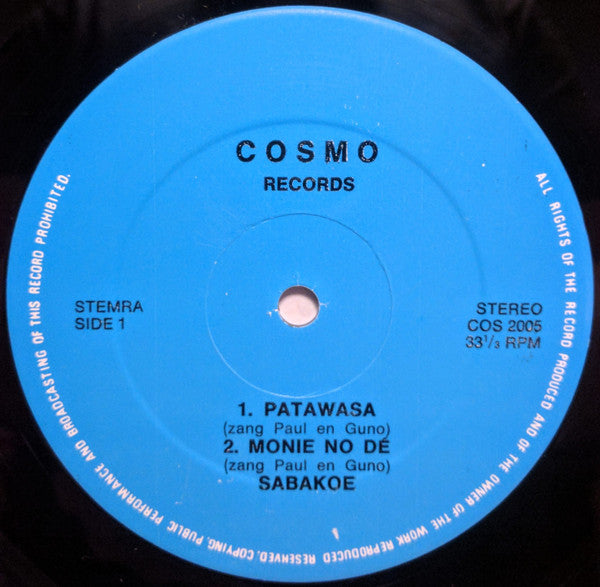 COSMO
RECORDS
STEMRA
SIDE 1
STEREO
COS 2005
33⅓ RPM
1. PATAWASA
(zang Paul en Guno)
2. MONIE NO DÉ
(zang Paul en Guno)
SABAKOE
ALL RIGHTS OF THE RECORD PRODUCED AND OF THE OWNER OF THE WORK REPRODUCED RESERVED. COPYING, PUBLIC PERFORMANCE AND BROADCASTING OF THIS RECORD PROHIBITED.